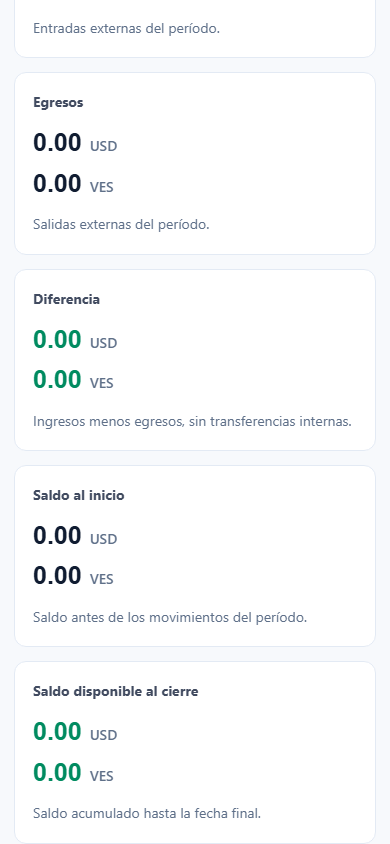 Entradas externas del período.
Egresos
0.00 USD
0.00 VES
Salidas externas del período.
Diferencia
0.00 USD
0.00 VES
Ingresos menos egresos, sin transferencias internas.
Saldo al inicio
0.00 USD
0.00 VES
Saldo antes de los movimientos del período.
Saldo disponible al cierre
0.00 USD
0.00 VES
Saldo acumulado hasta la fecha final.